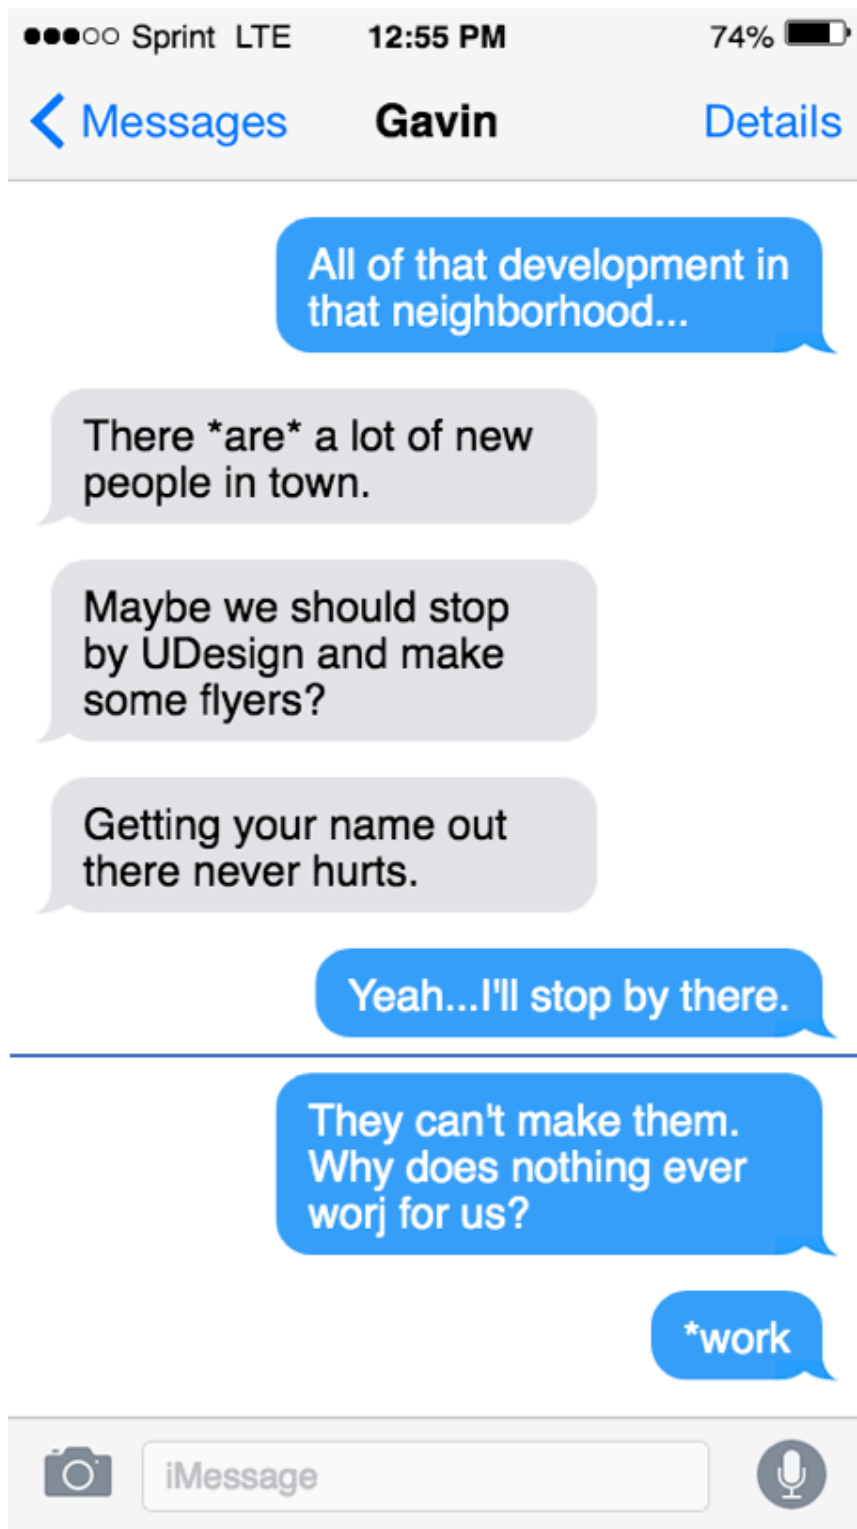 Sprint LTE 12:55 PM 74%
Messages Gavin Details
All of that development in
that neighborhood...
There *are* a lot of new
people in town.
Maybe we should stop
by UDesign and make
some flyers?
Getting your name out
there never hurts.
Yeah...I'll stop by there.
They can't make them.
Why does nothing ever
worj for us?
*work
iMessage